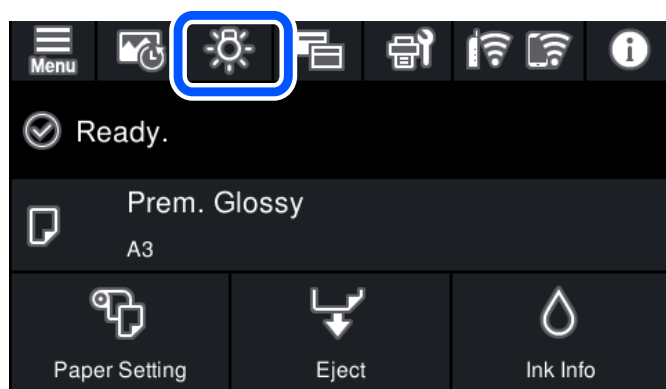 Menu
Ready.
Prem. Glossy
A3
Paper Setting
Eject
Ink Info